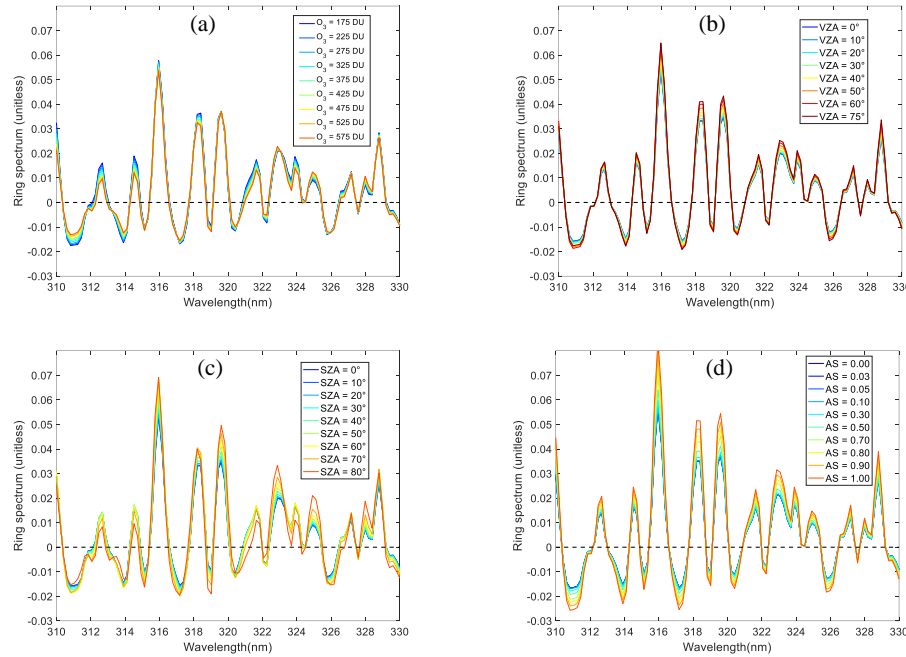 (a)
0.07
0.06
0.05
0.04
0.03
0.02
0.01
0
-0.01
-0.02
-0.03
Ring spectrum (unitless)
310 312 314 316 318 320 322 324 326 328 330
Wavelength(nm)
O3 = 175 DU
O3 = 225 DU
O3 = 275 DU
O3 = 325 DU
O3 = 375 DU
O3 = 425 DU
O3 = 475 DU
O3 = 525 DU
O3 = 575 DU
(b)
0.07
0.06
0.05
0.04
0.03
0.02
0.01
0
-0.01
-0.02
-0.03
Ring spectrum (unitless)
310 312 314 316 318 320 322 324 326 328 330
Wavelength(nm)
VZA = 0°
VZA = 10°
VZA = 20°
VZA = 30°
VZA = 40°
VZA = 50°
VZA = 60°
VZA = 75°
(c)
0.07
0.06
0.05
0.04
0.03
0.02
0.01
0
-0.01
-0.02
-0.03
Ring spectrum (unitless)
310 312 314 316 318 320 322 324 326 328 330
Wavelength(nm)
SZA = 0°
SZA = 10°
SZA = 20°
SZA = 30°
SZA = 40°
SZA = 50°
SZA = 60°
SZA = 70°
SZA = 80°
(d)
0.07
0.06
0.05
0.04
0.03
0.02
0.01
0
-0.01
-0.02
-0.03
Ring spectrum (unitless)
310 312 314 316 318 320 322 324 326 328 330
Wavelength(nm)
AS = 0.00
AS = 0.03
AS = 0.05
AS = 0.10
AS = 0.30
AS = 0.50
AS = 0.70
AS = 0.80
AS = 0.90
AS = 1.00